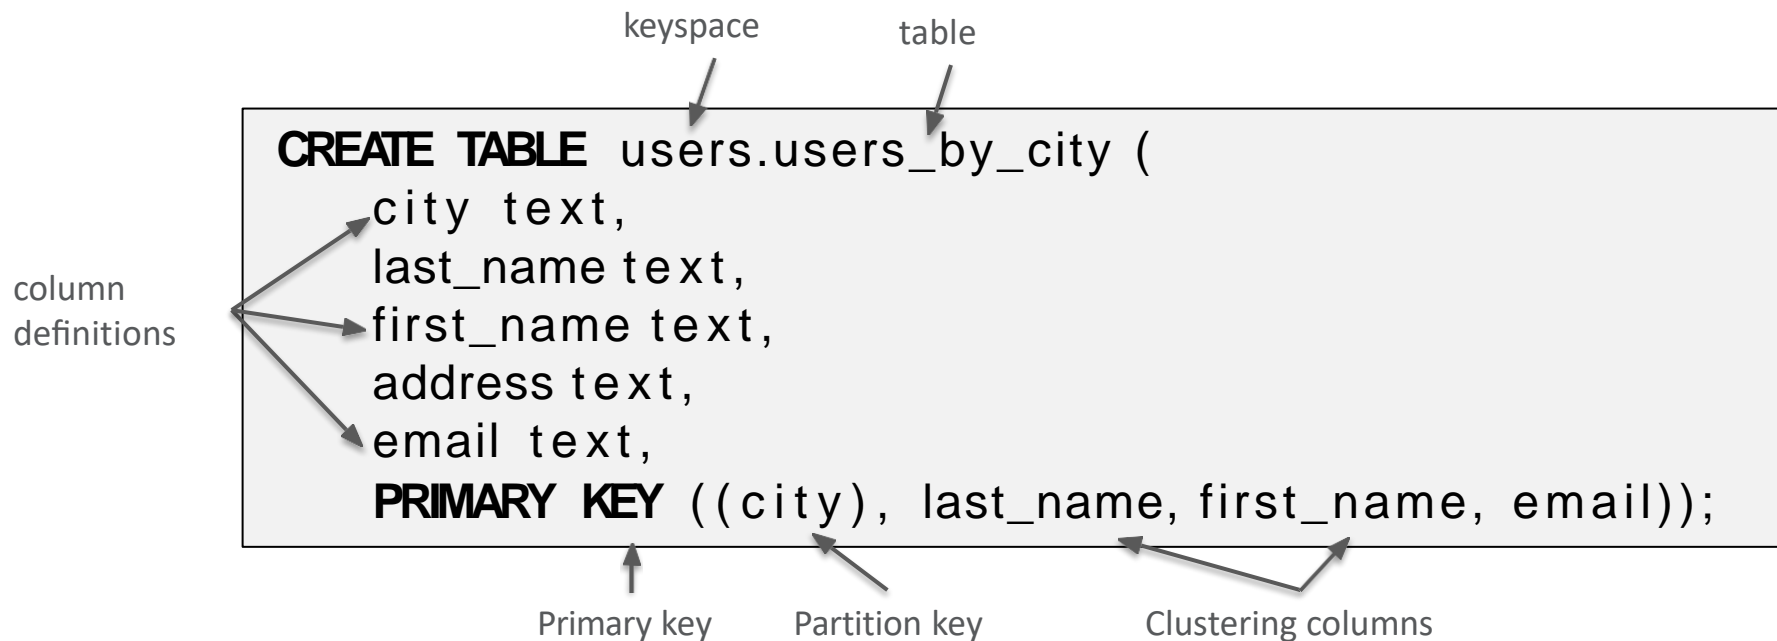 keyspace
table
CREATE TABLE users.users_by_city (
city text,
last_name text,
column
definitions
first_name text,
address text,
email text,
PRIMARY KEY ((city), last_name, first_name, email));
Primary key
Partition key
Clustering columns